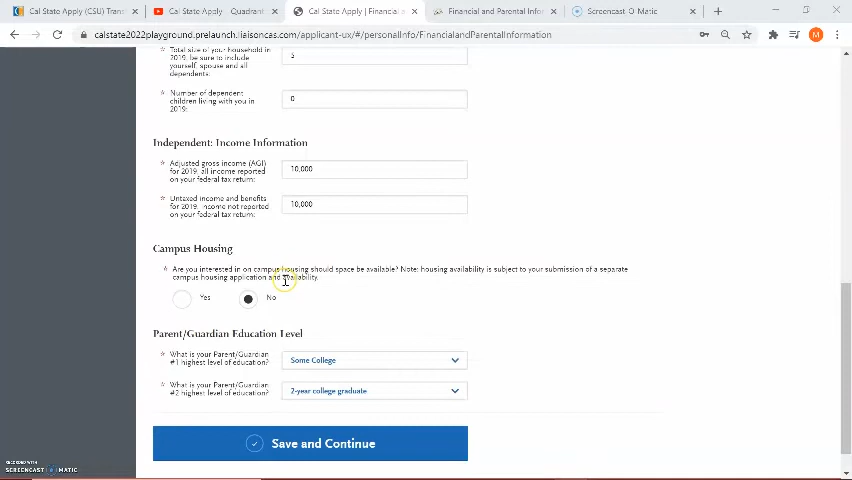 Cal State Apply (CSU) Trans
Cal State Apply Quadrant
Cal State Apply | Financial a
Financial and Parental Infor
Screencast-O-Matic
calstate2022playground.prelaunch.liaisoncas.com/applicant-ux/#/personalInfo/FinancialandParentalInformation
M
* Total size of your household in
2019, be sure to include
yourself, spouse and all
dependents:
5
* Number of dependent
children living with you in
2019:
0
Independent: Income Information
* Adjusted gross income (AGI)
for 2019, all income reported
on your federal tax return:
10,000
* Untaxed income and benefits
for 2019, income not reported
on your federal tax return:
10,000
Campus Housing
* Are you interested in on campus housing should space be available? Note: housing availability is subject to your submission of a separate
campus housing application and availability.
Yes
No
Parent/Guardian Education Level
* What is your Parent/Guardian
#1 highest level of education?
Some College
* What is your Parent/Guardian
#2 highest level of education?
2-year college graduate
Save and Continue
RECORDED WITH
SCREENCAST MATIC